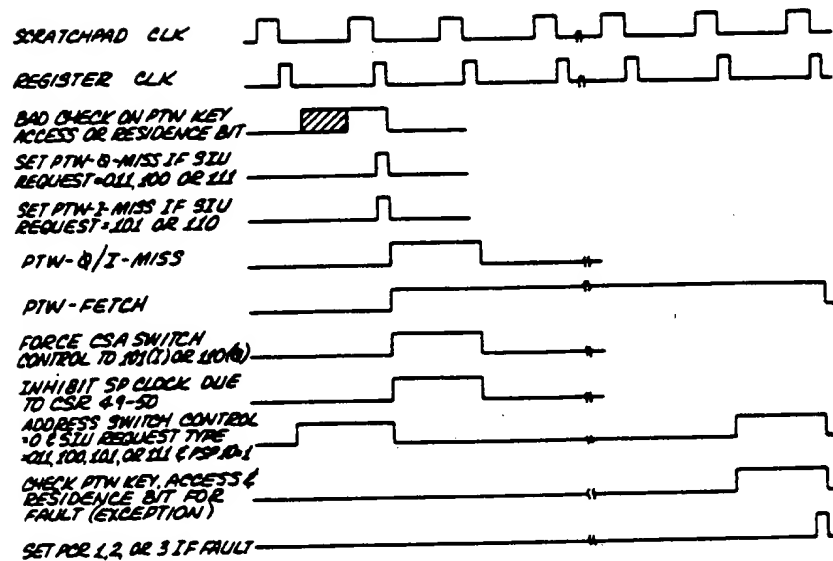 SCRATCHPAD CLK
REGISTER CLK
BAD CHECK ON PTW KEY
ACCESS OR RESIDENCE BIT
SET PTW-O-MISS IF SIU
REQUEST=011, 100 OR 111
SET PTW-I-MISS IF SIU
REQUEST=101 OR 110
PTW-O/I-MISS
PTW-FETCH
FORCE CSA SWITCH
CONTROL TO 101(I) OR 110(O)
INHIBIT SP CLOCK DUE
TO CSR 49-50
ADDRESS SWITCH CONTROL
=0 & SIU REQUEST TYPE
=011, 100, 101, OR 111 & PSP 10=1
CHECK PTW KEY, ACCESS &
RESIDENCE BIT FOR
FAULT (EXCEPTION)
SET PCR 1, 2, OR 3 IF FAULT